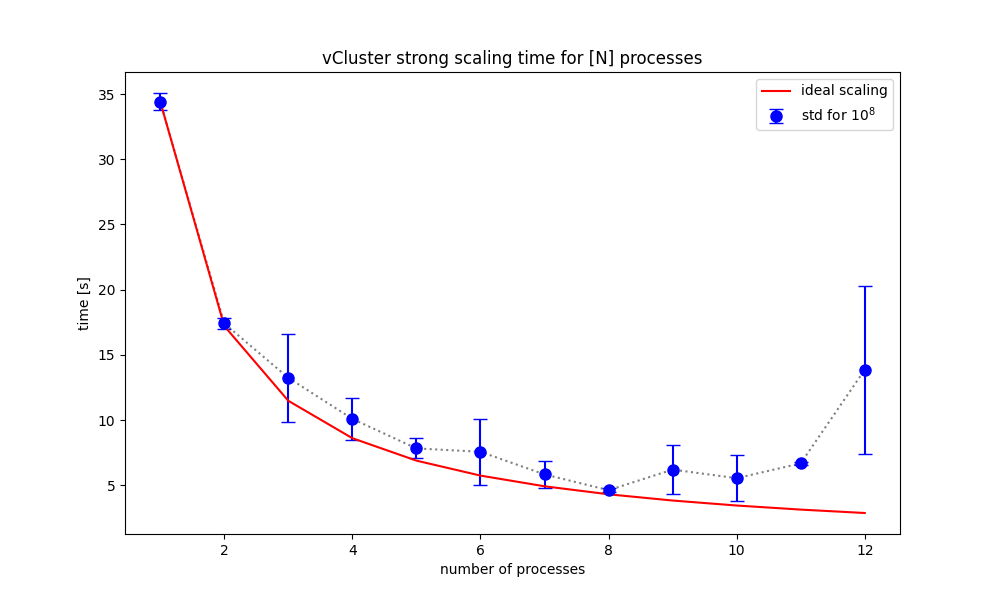 vCluster strong scaling time for [N] processes
ideal scaling
std for 10⁸
35
30
25
20
15
10
5
time [s]
2 4 6 8 10 12
number of processes